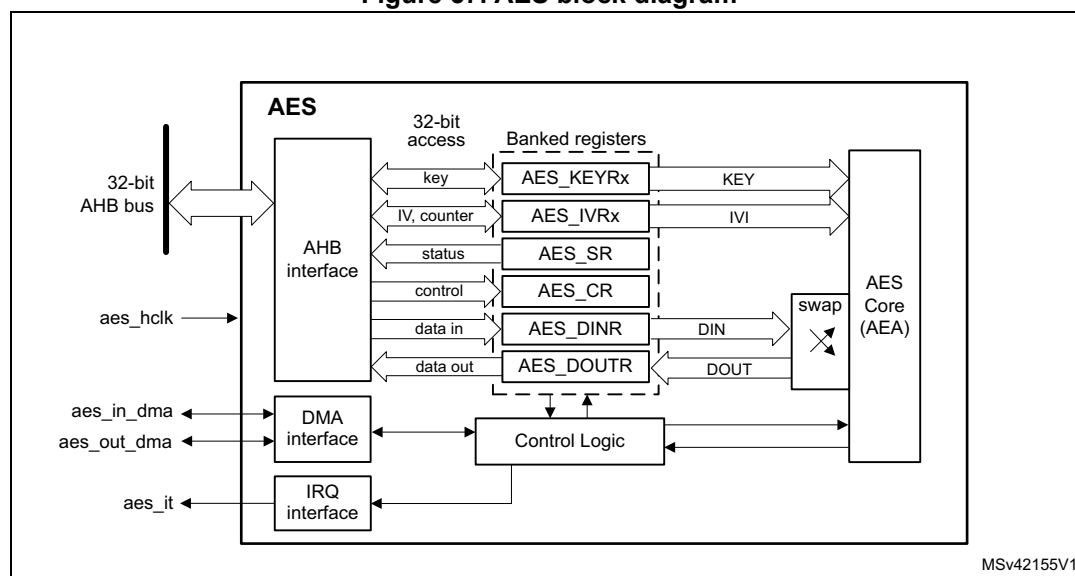 Figure AES block diagram
AES
32-bit
access
Banked registers
32-bit
AHB bus
AHB
interface
key
AES_KEYRx
KEY
IV, counter
AES_IVRx
IVI
status
AES_SR
control
AES_CR
data in
AES_DINR
DIN
data out
AES_DOUTR
DOUT
swap
AES
Core
(AEA)
aes_hclk
aes_in_dma
aes_out_dma
DMA
interface
Control Logic
aes_it
IRQ
interface
MSv42155V1